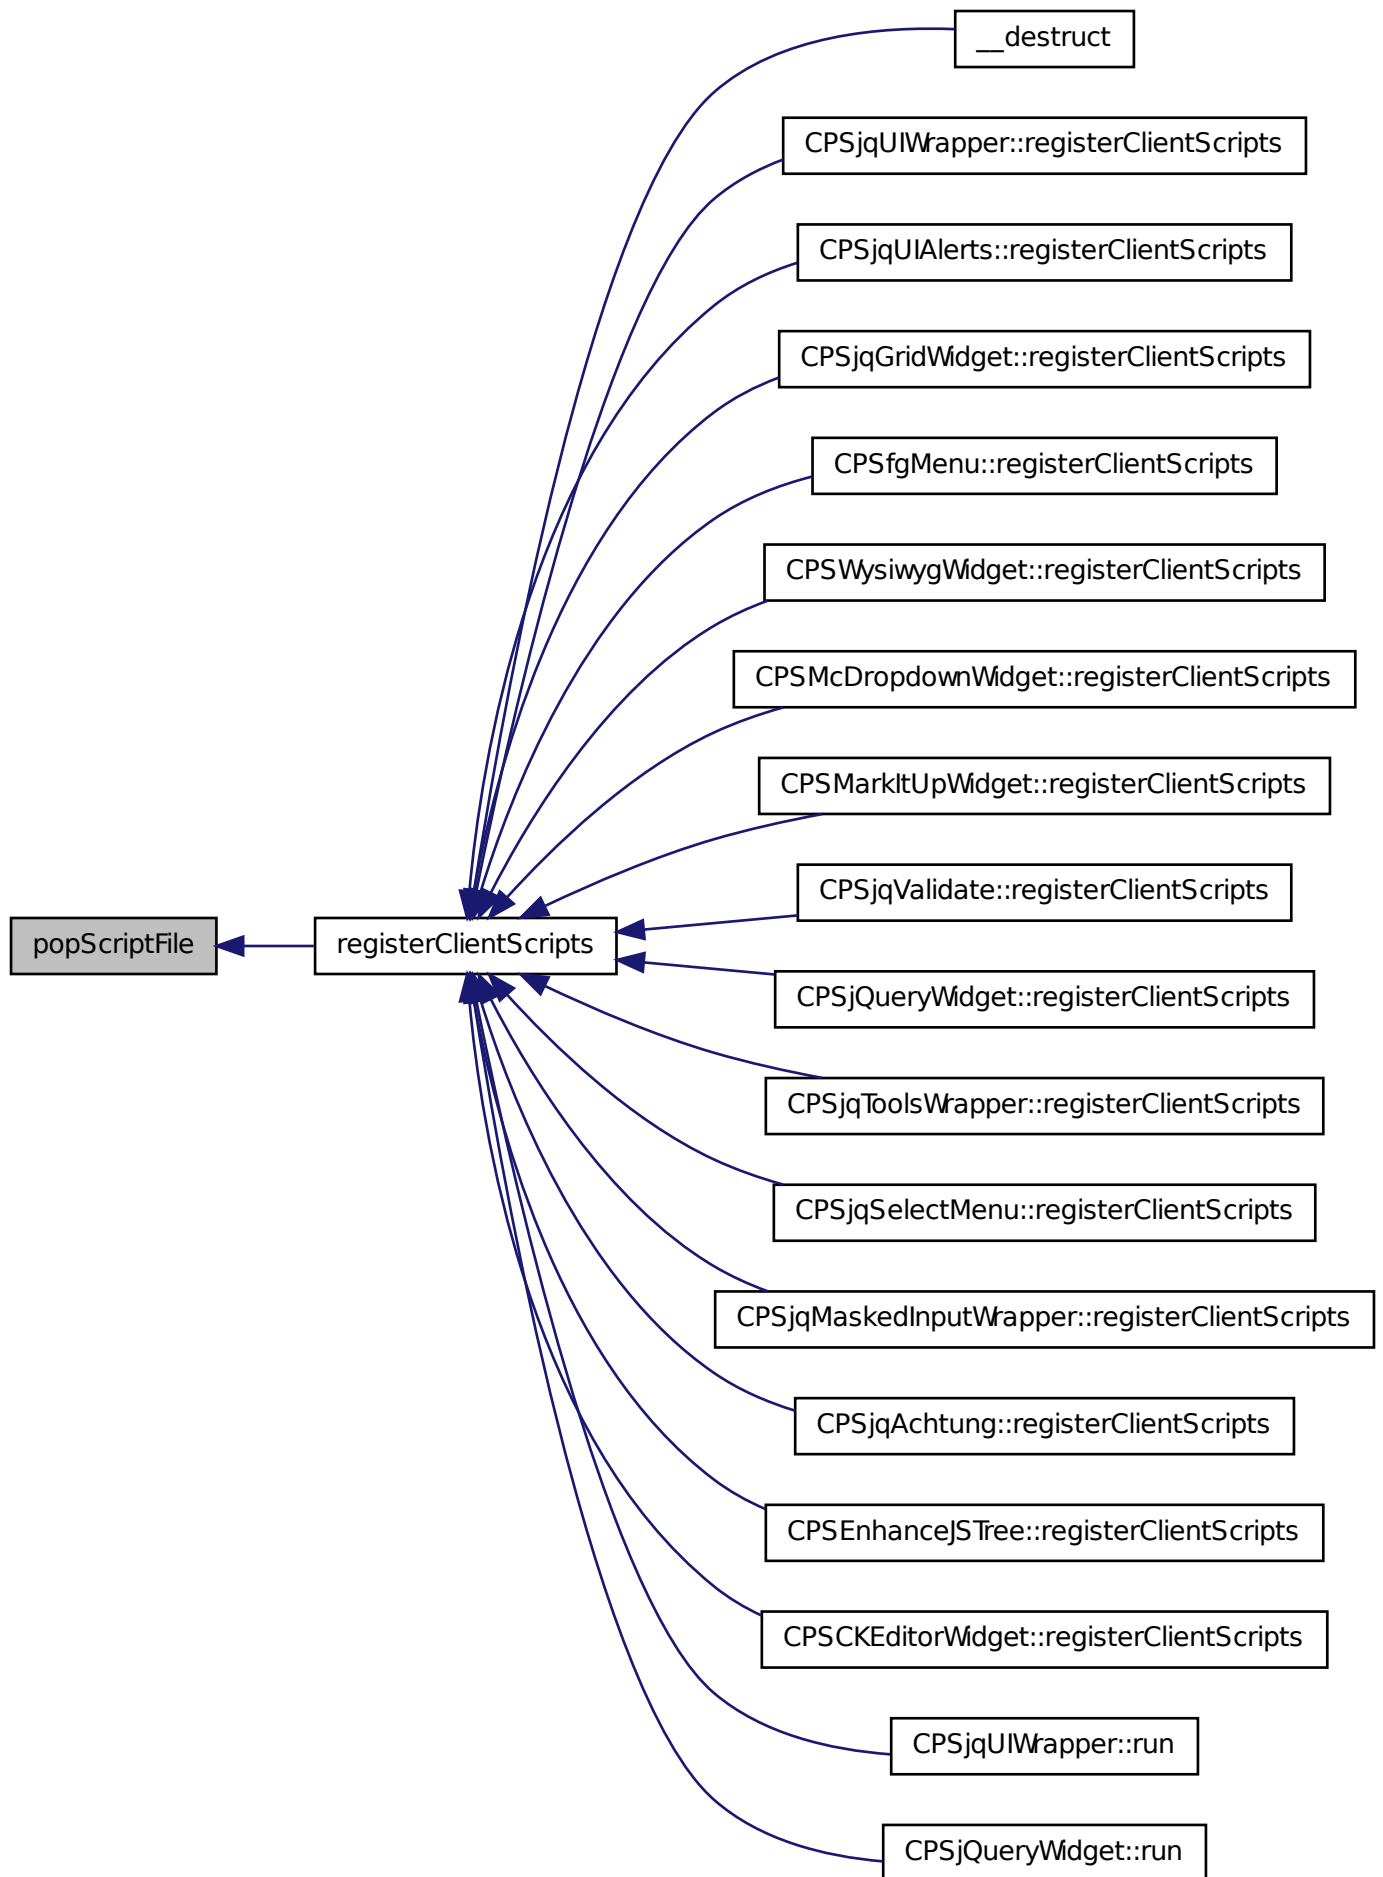 __destruct
CPSjqUIWrapper::registerClientScripts
CPSjqUIAlerts::registerClientScripts
CPSjqGridWidget::registerClientScripts
CPSfgMenu::registerClientScripts
CPSWysiwygWidget::registerClientScripts
CPSMcDropdownWidget::registerClientScripts
CPSMarkItUpWidget::registerClientScripts
CPSjqValidate::registerClientScripts
popScriptFile
registerClientScripts
CPSjQueryWidget::registerClientScripts
CPSjqToolsWrapper::registerClientScripts
CPSjqSelectMenu::registerClientScripts
CPSjqMaskedInputWrapper::registerClientScripts
CPSjqAchtung::registerClientScripts
CPSEnhanceJSTree::registerClientScripts
CPSCKEditorWidget::registerClientScripts
CPSjqUIWrapper::run
CPSjQueryWidget::run